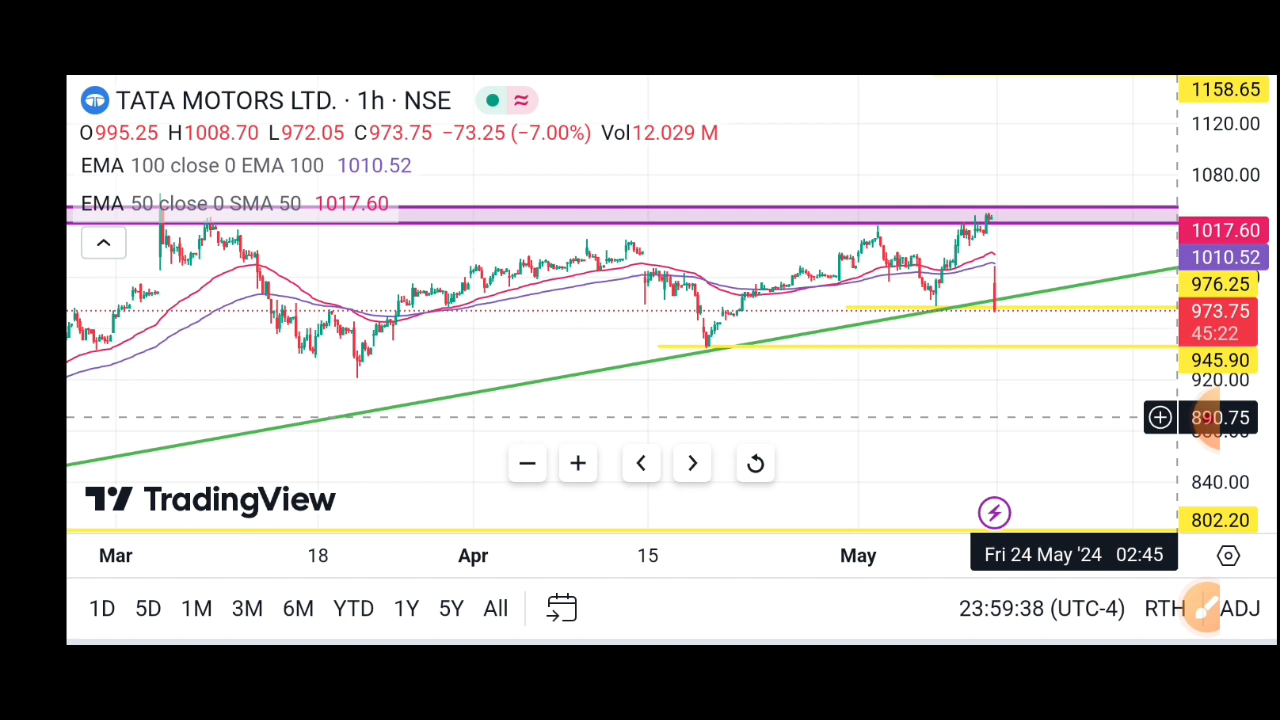 TATA MOTORS LTD. · 1h · NSE
O995.25 H1008.70 L972.05 C973.75 −73.25 (−7.00%) Vol12.029 M
EMA 100 close 0 EMA 100 1010.52
EMA 50 close 0 SMA 50 1017.60
1158.65
1120.00
1080.00
1017.60
1010.52
976.25
973.75
45:22
945.90
920.00
890.75
840.00
802.20
TradingView
Mar 18 Apr 15 May Fri 24 May '24 02:45
1D 5D 1M 3M 6M YTD 1Y 5Y All 23:59:38 (UTC-4) RTH ADJ